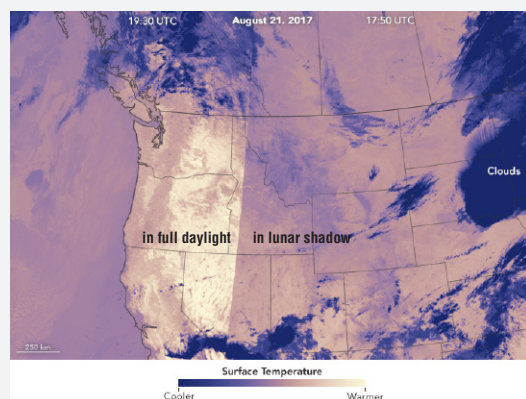 19:30 UTC August 21, 2017 17:50 UTC
Clouds
in full daylight in lunar shadow
250 km
Surface Temperature
Cooler Warmer